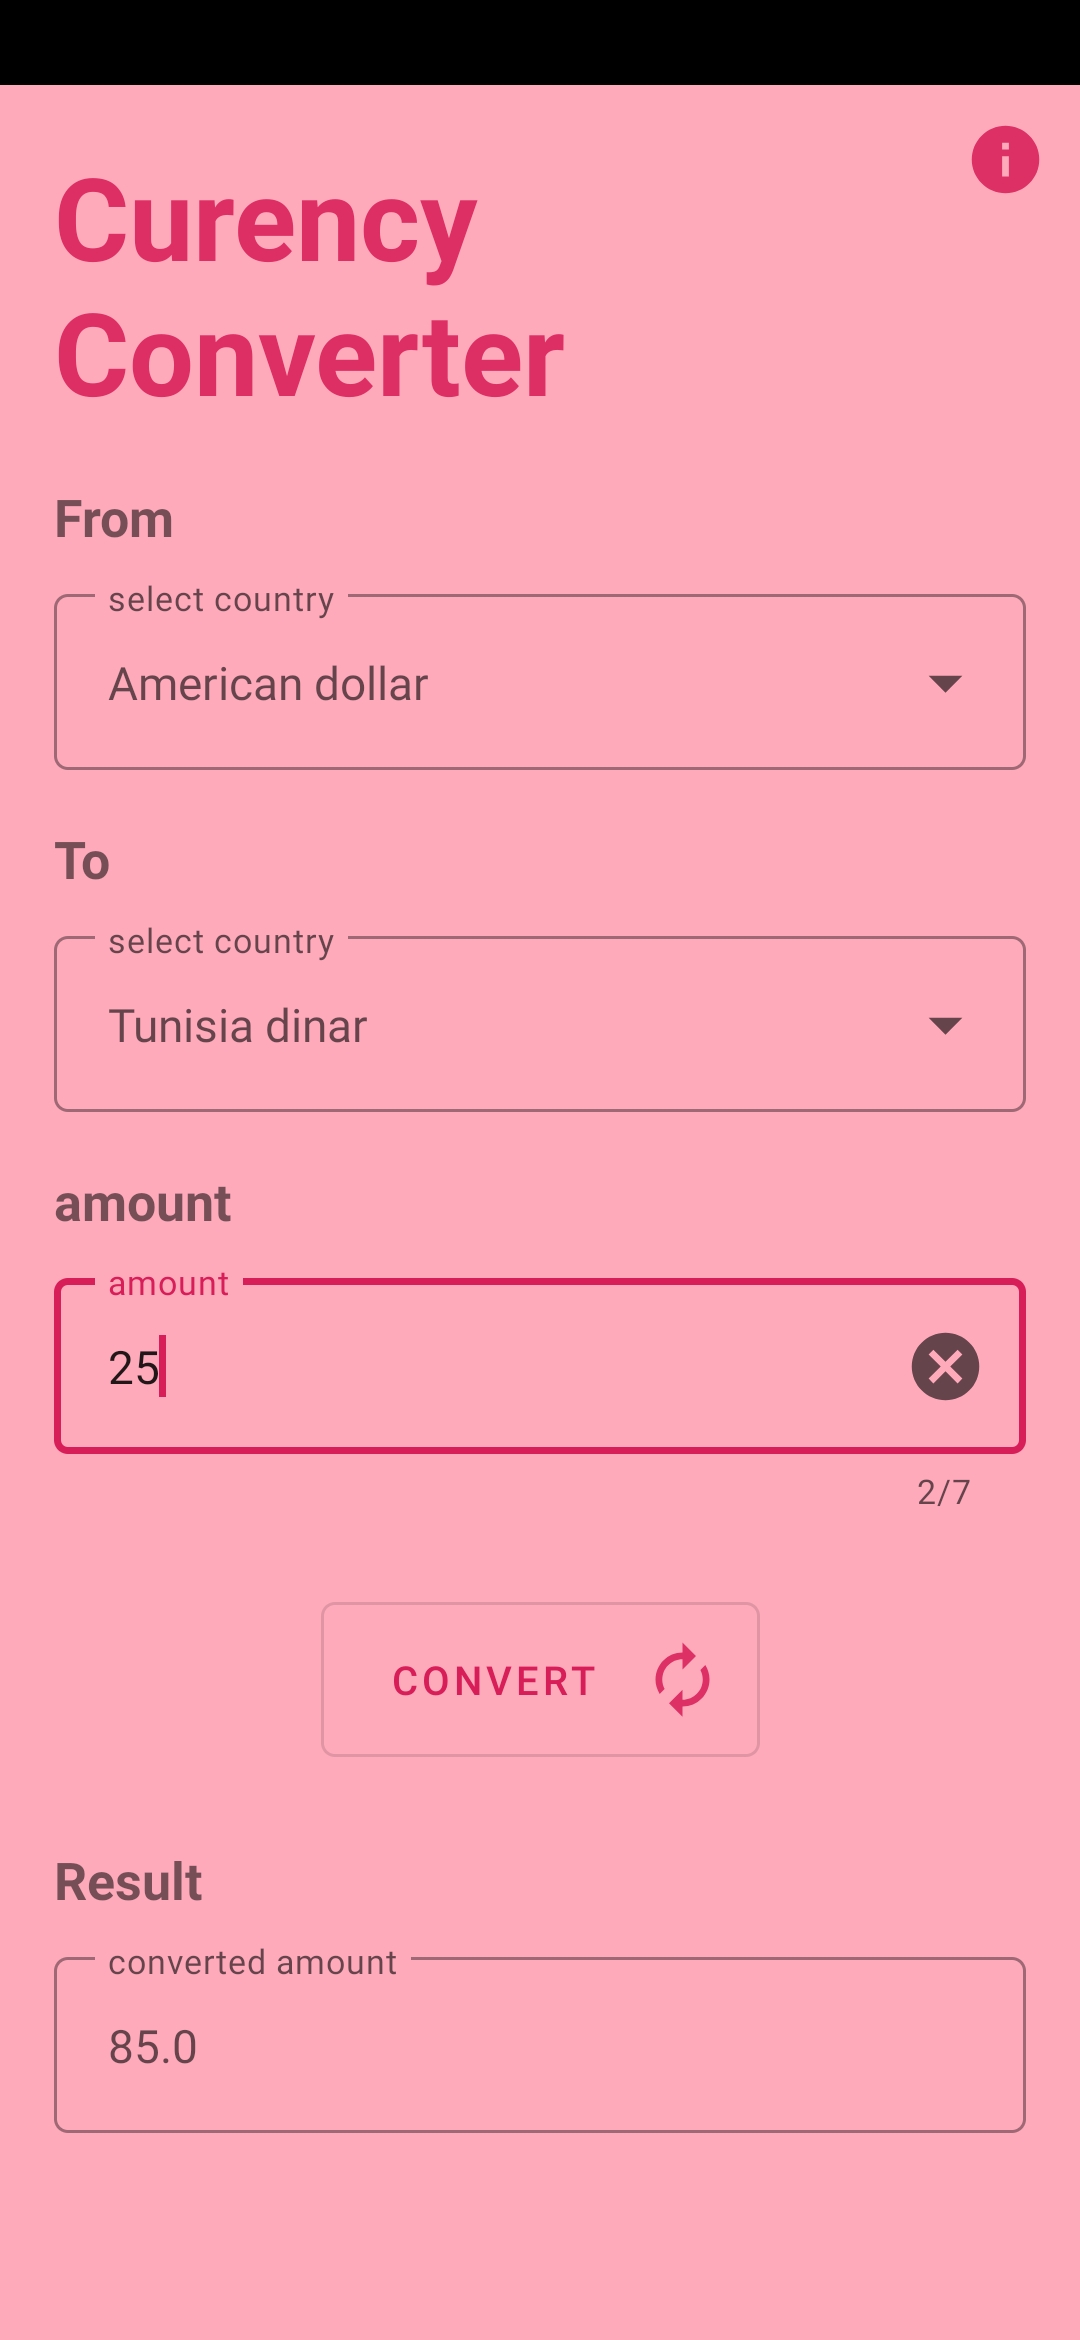 Curency
Converter
From
select country
American dollar
To
select country
Tunisia dinar
amount
amount
25
2/7
CONVERT
Result
converted amount
85.0